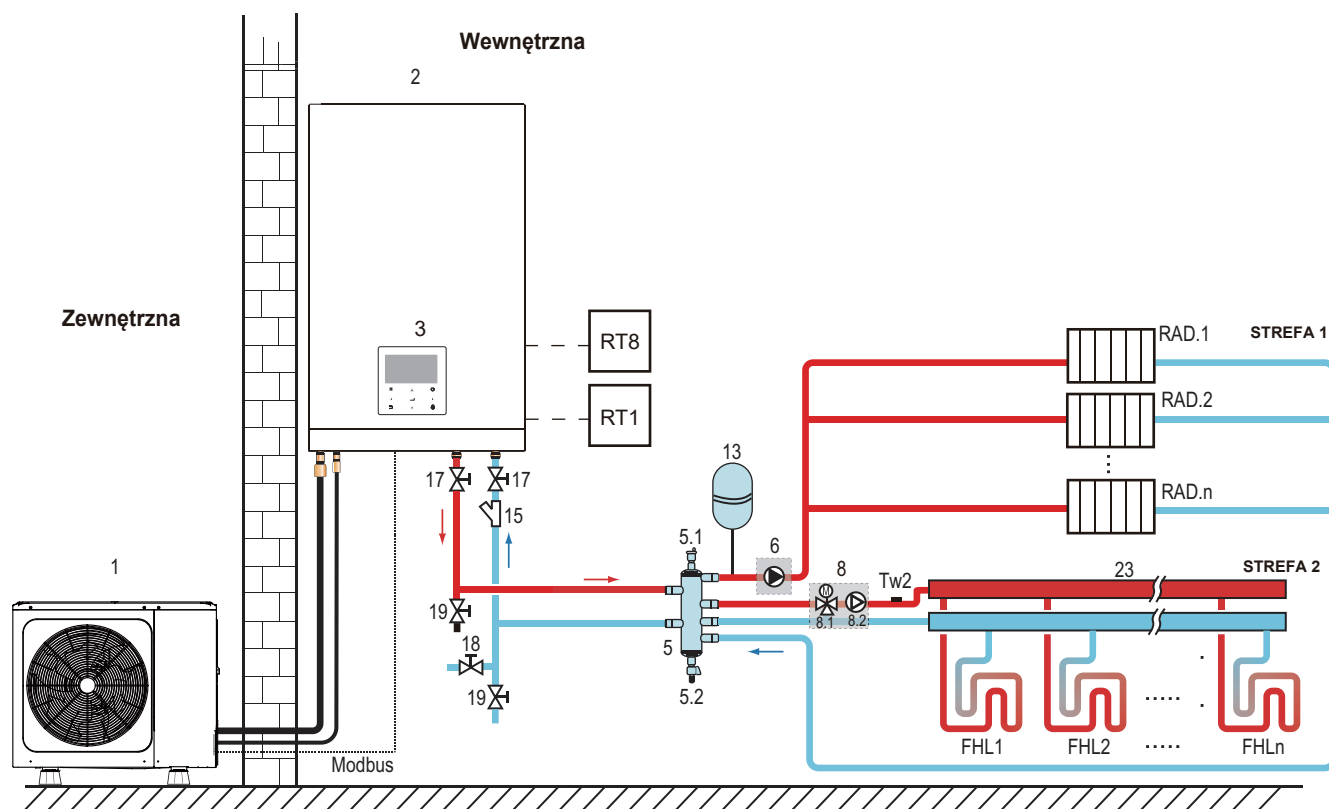 Wewnętrzna
2
Zewnętrzna
3
RT8
RT1
RAD.1
STREFA 1
RAD.2
RAD.n
13
17
17
15
5.1
6
8
Tw2
23
STREFA 2
M
8.1
8.2
1
19
18
5
19
5.2
FHL1
FHL2
.....
FHLn
Modbus